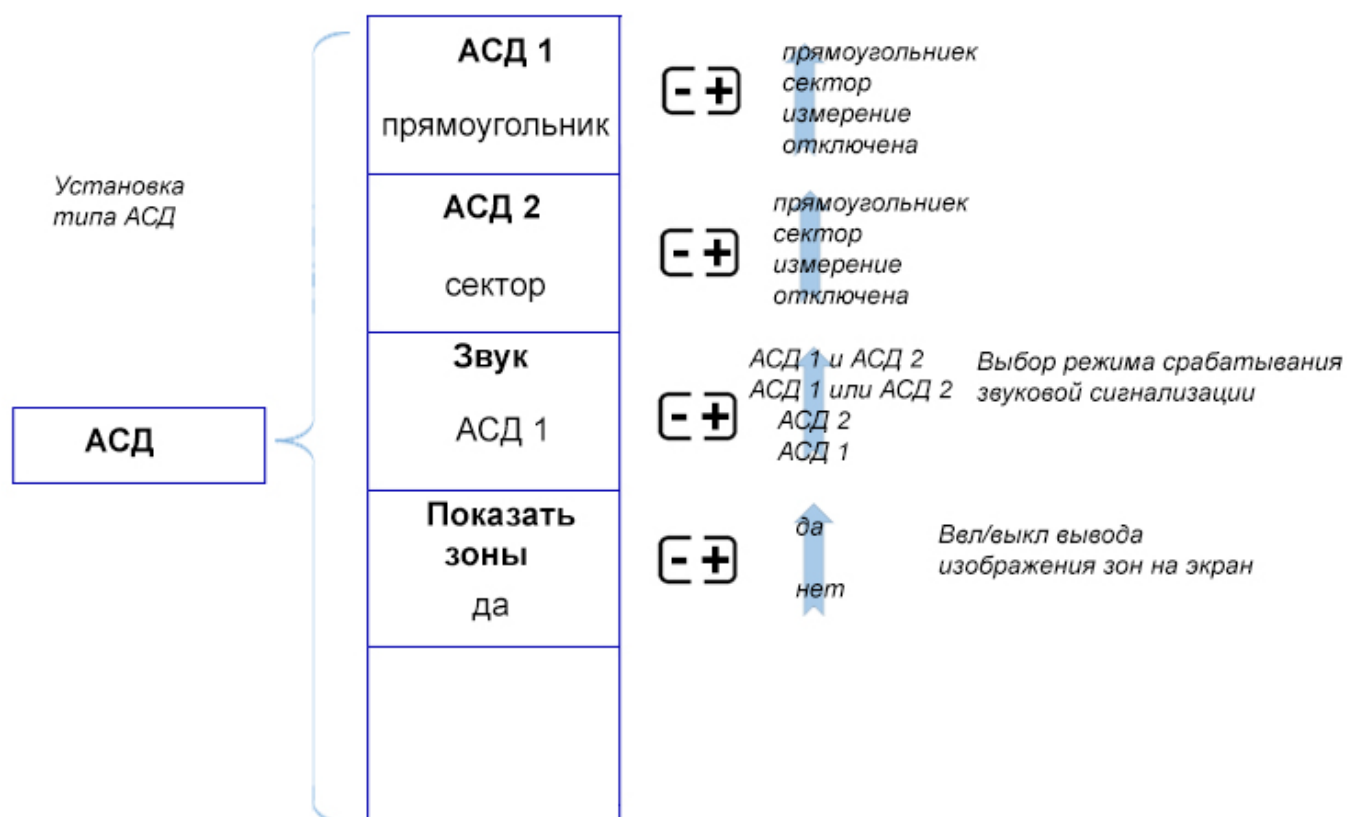 АСД 1
прямоугольник
прямоугольниек
сектор
измерение
отключена
Установка
типа АСД
АСД 2
сектор
прямоугольниек
сектор
измерение
отключена
Звук
АСД 1
АСД 1 и АСД 2
АСД 1 или АСД 2
АСД 2
АСД 1
Выбор режима срабатывания
звуковой сигнализации
АСД
Показать
зоны
да
да
нет
Ввл/выкл вывода
изображения зон на экран